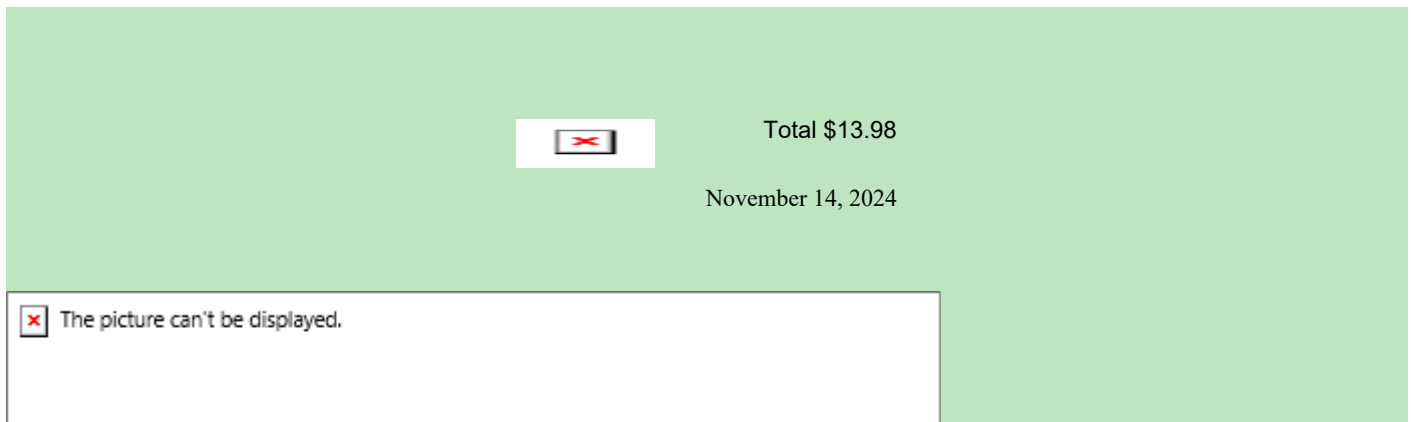 Total $13.98
November 14, 2024
The picture can't be displayed.